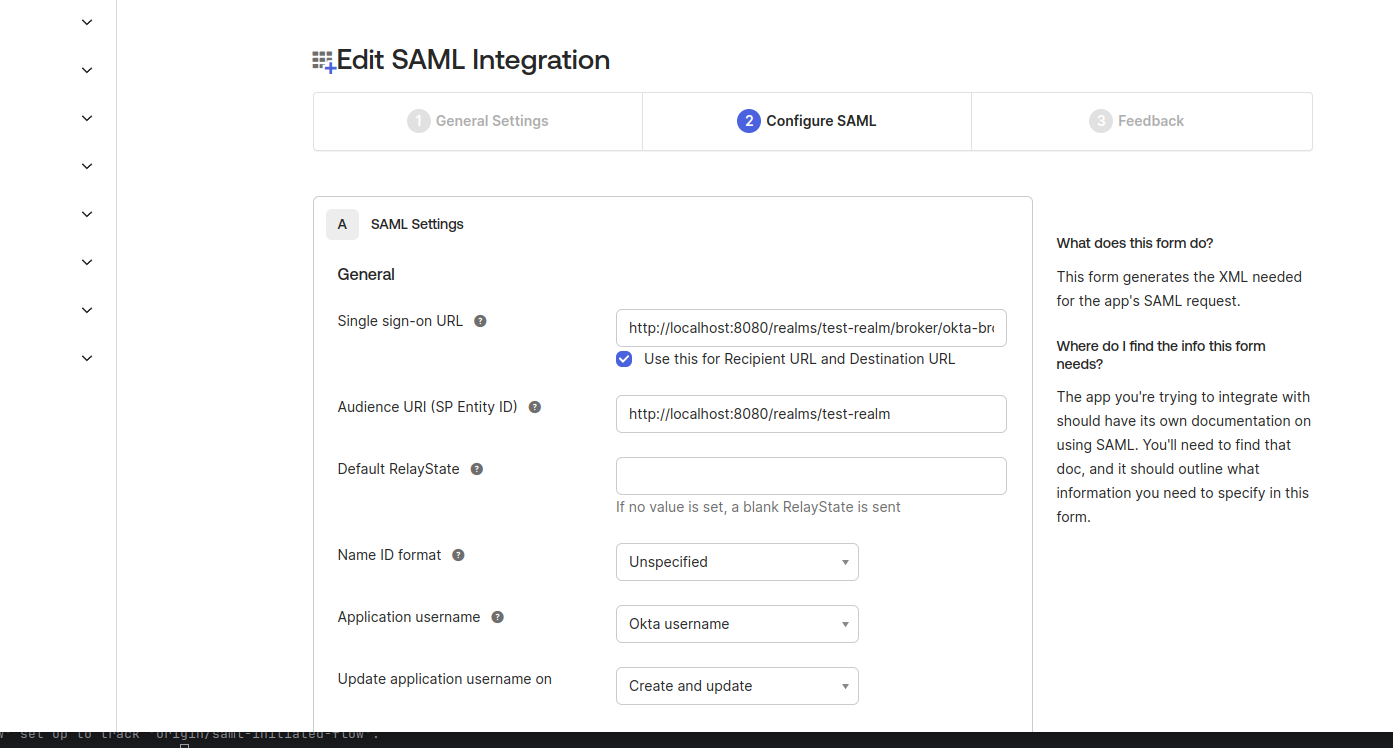 Edit SAML Integration
1 General Settings
2 Configure SAML
3 Feedback
A SAML Settings
General
Single sign-on URL ?
http://localhost:8080/realms/test-realm/broker/okta-bro
Use this for Recipient URL and Destination URL
Audience URI (SP Entity ID) ?
http://localhost:8080/realms/test-realm
Default RelayState ?
If no value is set, a blank RelayState is sent
Name ID format ?
Unspecified
Application username ?
Okta username
Update application username on
Create and update
What does this form do?
This form generates the XML needed
for the app's SAML request.
Where do I find the info this form
needs?
The app you're trying to integrate with
should have its own documentation on
using SAML. You'll need to find that
doc, and it should outline what
information you need to specify in this
form.
set up to track 'origin/saml-initiated-flow'.